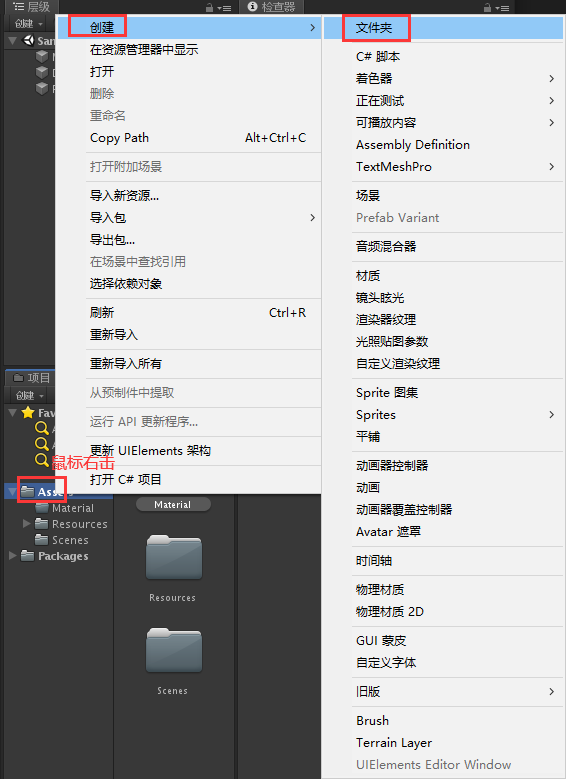 层级
检查器
创建
San
创建
在资源管理器中显示
打开
删除
重命名
Copy Path Alt+Ctrl+C
打开附加场景
导入新资源...
导入包
导出包...
在场景中查找引用
选择依赖对象
刷新 Ctrl+R
重新导入
重新导入所有
从预制件中提取
运行 API 更新程序...
更新 UIElements 架构
打开 C# 项目
文件夹
C# 脚本
着色器
正在测试
可播放内容
Assembly Definition
TextMeshPro
场景
Prefab Variant
音频混合器
材质
镜头眩光
渲染器纹理
光照贴图参数
自定义渲染纹理
Sprite 图集
Sprites
平铺
动画器控制器
动画
动画器覆盖控制器
Avatar 遮罩
时间轴
物理材质
物理材质 2D
GUI 蒙皮
自定义字体
旧版
Brush
Terrain Layer
UIElements Editor Window
项目
创建
Fav
鼠标右击
Assets
Material
Resources
Scenes
Packages
Material
Resources
Scenes